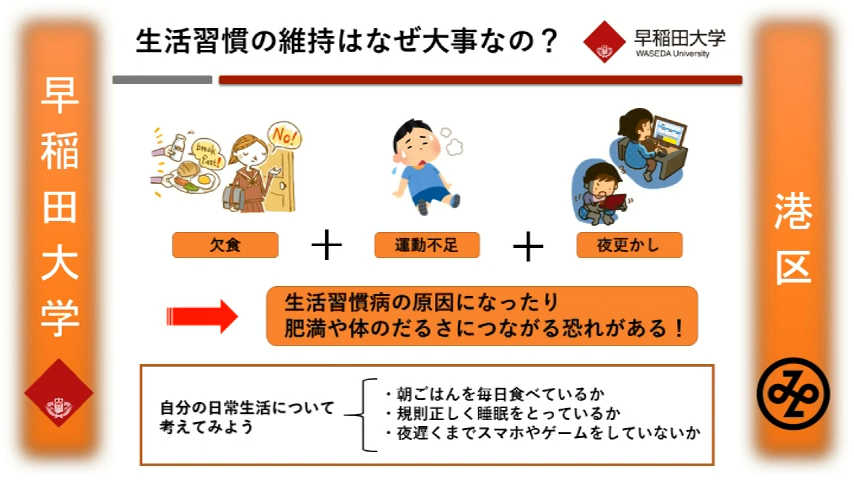 生活習慣の維持はなぜ大事なの？
早稲田大学
WASEDA University
早稲田大学
港区
break
fast!
No!
欠食
＋
運動不足
＋
夜更かし
生活習慣病の原因になったり
肥満や体のだるさにつながる恐れがある！
自分の日常生活について
考えてみよう
・朝ごはんを毎日食べているか
・規則正しく睡眠をとっているか
・夜遅くまでスマホやゲームをしていないか